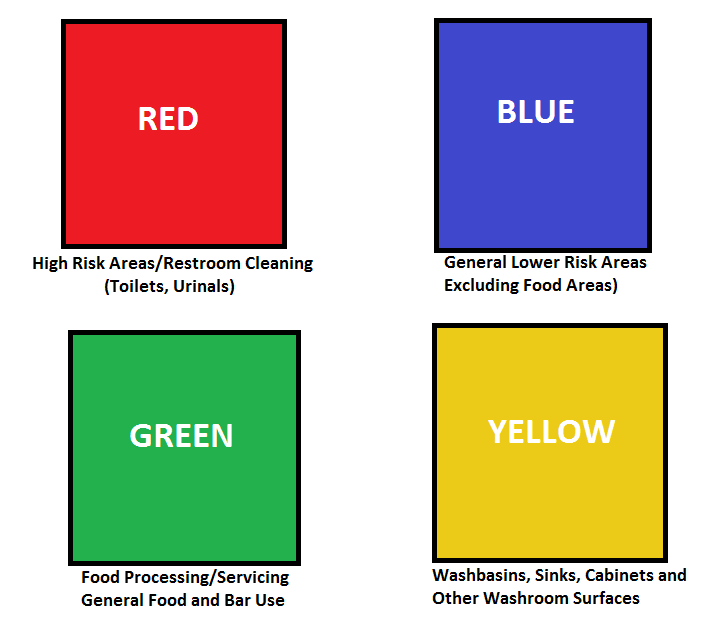 RED
High Risk Areas/Restroom Cleaning
(Toilets, Urinals)
BLUE
General Lower Risk Areas
Excluding Food Areas)
GREEN
Food Processing/Servicing
General Food and Bar Use
YELLOW
Washbasins, Sinks, Cabinets and
Other Washroom Surfaces